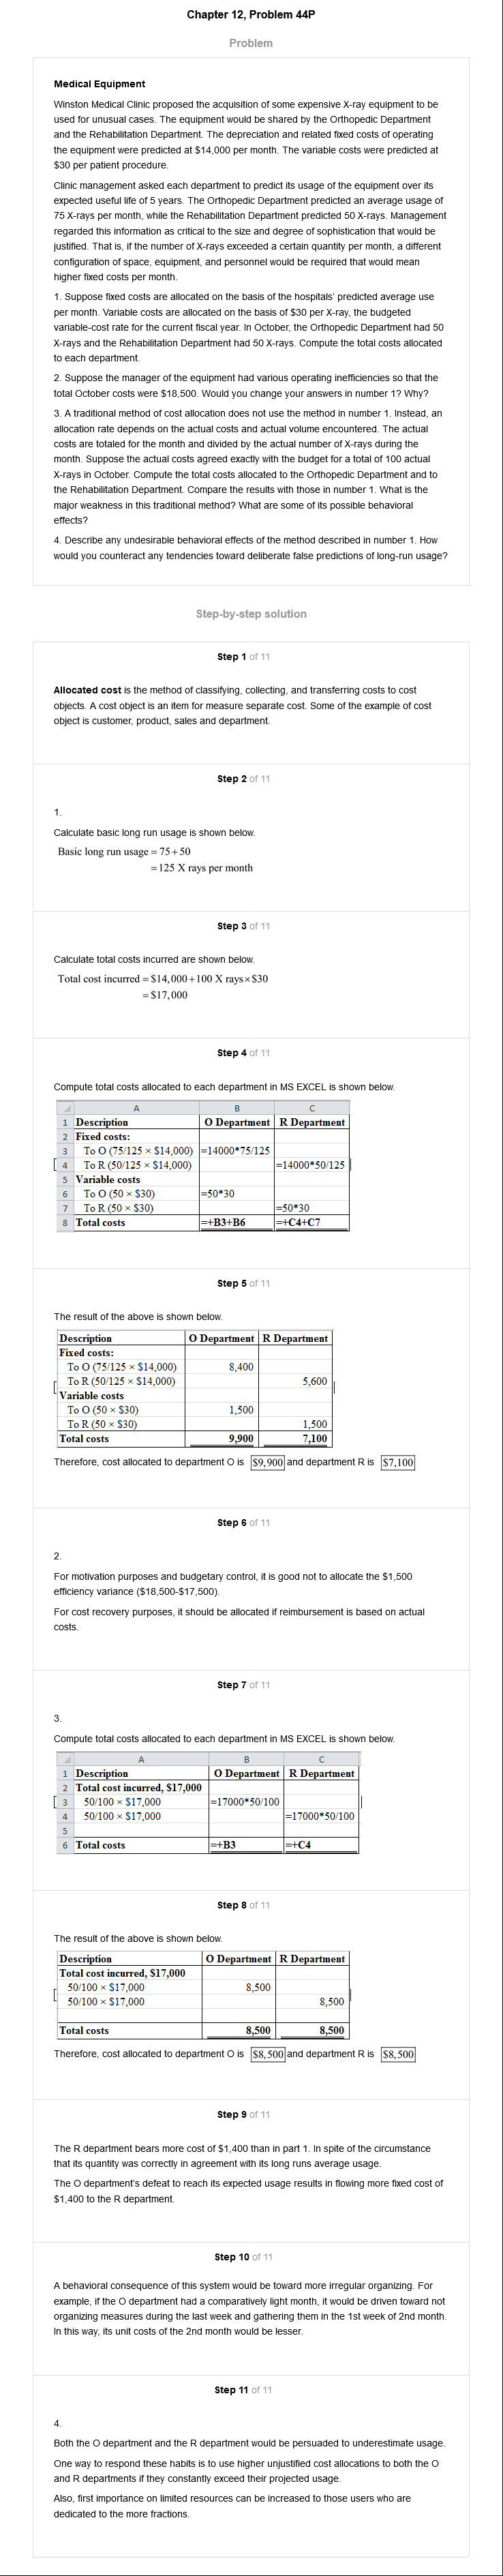 Chapter 12, Problem 44P
Problem
Medical Equipment
Winston Medical Clinic proposed the acquisition of some expensive X-ray equipment to be
used for unusual cases. The equipment would be shared by the Orthopedic Department
and the Rehabilitation Department. The depreciation and related fixed costs of operating
the equipment were predicted at $14,000 per month. The variable costs were predicted at
$30 per patient procedure.
Clinic management asked each department to predict its usage of the equipment over its
expected useful life of 5 years. The Orthopedic Department predicted an average usage of
75 X-rays per month, while the Rehabilitation Department predicted 50 X-rays. Management
regarded this information as critical to the size and degree of sophistication that would be
justified. That is, if the number of X-rays exceeded a certain quantity per month, a different
configuration of space, equipment, and personnel would be required that would mean
higher fixed costs per month.
1. Suppose fixed costs are allocated on the basis of the hospitals' predicted average use
per month. Variable costs are allocated on the basis of $30 per X-ray, the budgeted
variable-cost rate for the current fiscal year. In October, the Orthopedic Department had 50
X-rays and the Rehabilitation Department had 50 X-rays. Compute the total costs allocated
to each department.
2. Suppose the manager of the equipment had various operating inefficiencies so that the
total October costs were $18,500. Would you change your answers in number 1? Why?
3. A traditional method of cost allocation does not use the method in number 1. Instead, an
allocation rate depends on the actual costs and actual volume encountered. The actual
costs are totaled for the month and divided by the actual number of X-rays during the
month. Suppose the actual costs agreed exactly with the budget for a total of 100 actual
X-rays in October. Compute the total costs allocated to the Orthopedic Department and to
the Rehabilitation Department. Compare the results with those in number 1. What is the
major weakness in this traditional method? What are some of its possible behavioral
effects?
4. Describe any undesirable behavioral effects of the method described in number 1. How
would you counteract any tendencies toward deliberate false predictions of long-run usage?
Step-by-step solution
Step 1 of 11
Allocated cost is the method of classifying, collecting, and transferring costs to cost
objects. A cost object is an item for measure separate cost. Some of the example of cost
object is customer, product, sales and department.
Step 2 of 11
1.
Calculate basic long run usage is shown below.
Basic long run usage = 75 + 50
= 125 X rays per month
Step 3 of 11
Calculate total costs incurred are shown below.
Total cost incurred = $14,000 + 100 X rays × $30
= $17,000
Step 4 of 11
Compute total costs allocated to each department in MS EXCEL is shown below.
A B C
1 Description O Department R Department
2 Fixed costs:
3 To O (75/125 × $14,000) =14000*75/125
4 To R (50/125 × $14,000) =14000*50/125
5 Variable costs
6 To O (50 × $30) =50*30
7 To R (50 × $30) =50*30
8 Total costs =+B3+B6 =+C4+C7
Step 5 of 11
The result of the above is shown below.
Description O Department R Department
Fixed costs:
To O (75/125 × $14,000) 8,400
To R (50/125 × $14,000) 5,600
Variable costs
To O (50 × $30) 1,500
To R (50 × $30) 1,500
Total costs 9,900 7,100
Therefore, cost allocated to department O is $9,900 and department R is $7,100
Step 6 of 11
2.
For motivation purposes and budgetary control, it is good not to allocate the $1,500
efficiency variance ($18,500-$17,500).
For cost recovery purposes, it should be allocated if reimbursement is based on actual
costs.
Step 7 of 11
3.
Compute total costs allocated to each department in MS EXCEL is shown below.
A B C
1 Description O Department R Department
2 Total cost incurred, $17,000
3 50/100 × $17,000 =17000*50/100
4 50/100 × $17,000 =17000*50/100
5
6 Total costs =+B3 =+C4
Step 8 of 11
The result of the above is shown below.
Description O Department R Department
Total cost incurred, $17,000
50/100 × $17,000 8,500
50/100 × $17,000 8,500
Total costs 8,500 8,500
Therefore, cost allocated to department O is $8,500 and department R is $8,500
Step 9 of 11
The R department bears more cost of $1,400 than in part 1. In spite of the circumstance
that its quantity was correctly in agreement with its long runs average usage.
The O department's defeat to reach its expected usage results in flowing more fixed cost of
$1,400 to the R department.
Step 10 of 11
A behavioral consequence of this system would be toward more irregular organizing. For
example, if the O department had a comparatively light month, it would be driven toward not
organizing measures during the last week and gathering them in the 1st week of 2nd month.
In this way, its unit costs of the 2nd month would be lesser.
Step 11 of 11
4.
Both the O department and the R department would be persuaded to underestimate usage.
One way to respond these habits is to use higher unjustified cost allocations to both the O
and R departments if they constantly exceed their projected usage.
Also, first importance on limited resources can be increased to those users who are
dedicated to the more fractions.